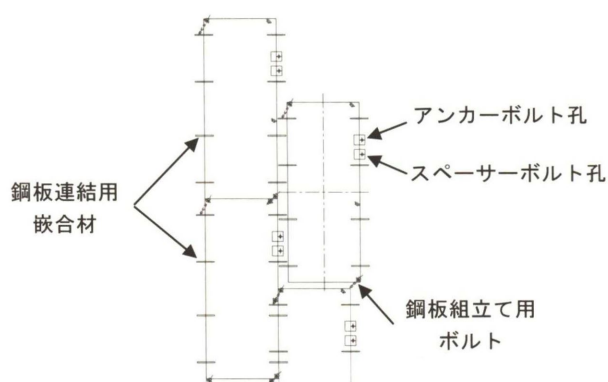 アンカーボルト孔
スペーサーボルト孔
鋼板連結用
嵌合材
鋼板組立て用
ボルト